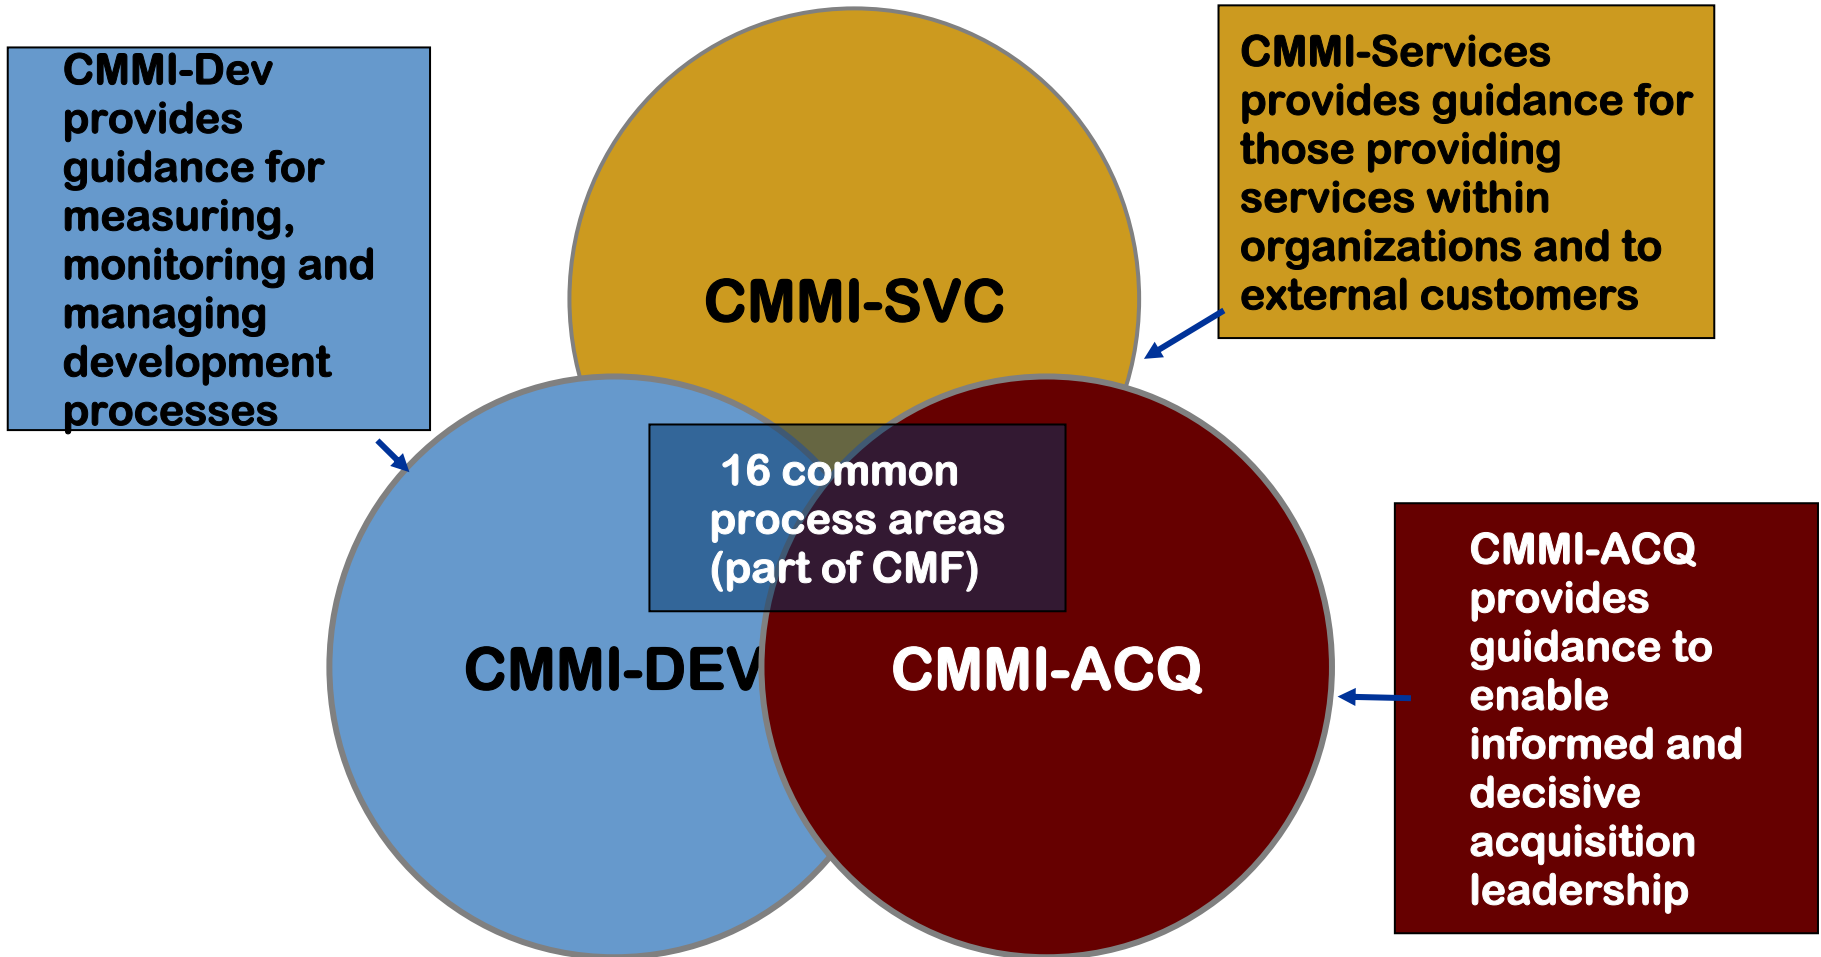 CMMI-Dev
provides
guidance for
measuring,
monitoring and
managing
development
processes
CMMI-SVC
CMMI-Services
provides guidance for
those providing
services within
organizations and to
external customers
16 common
process areas
(part of CMF)
CMMI-DEV
CMMI-ACQ
CMMI-ACQ
provides
guidance to
enable
informed and
decisive
acquisition
leadership